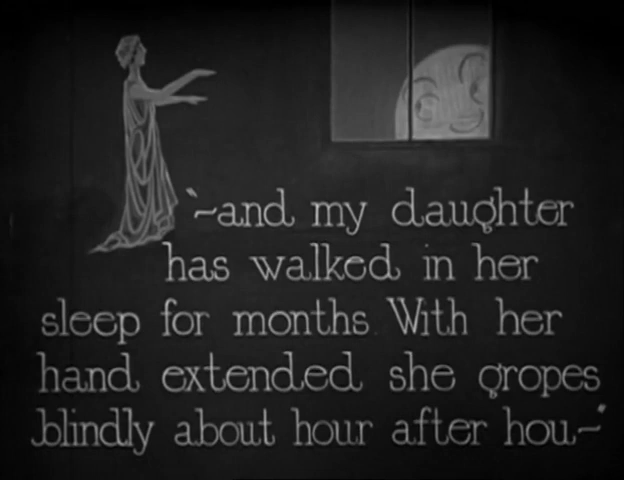 "~and my daughter
has walked in her
sleep for months. With her
hand extended she gropes
blindly about hour after hou~"